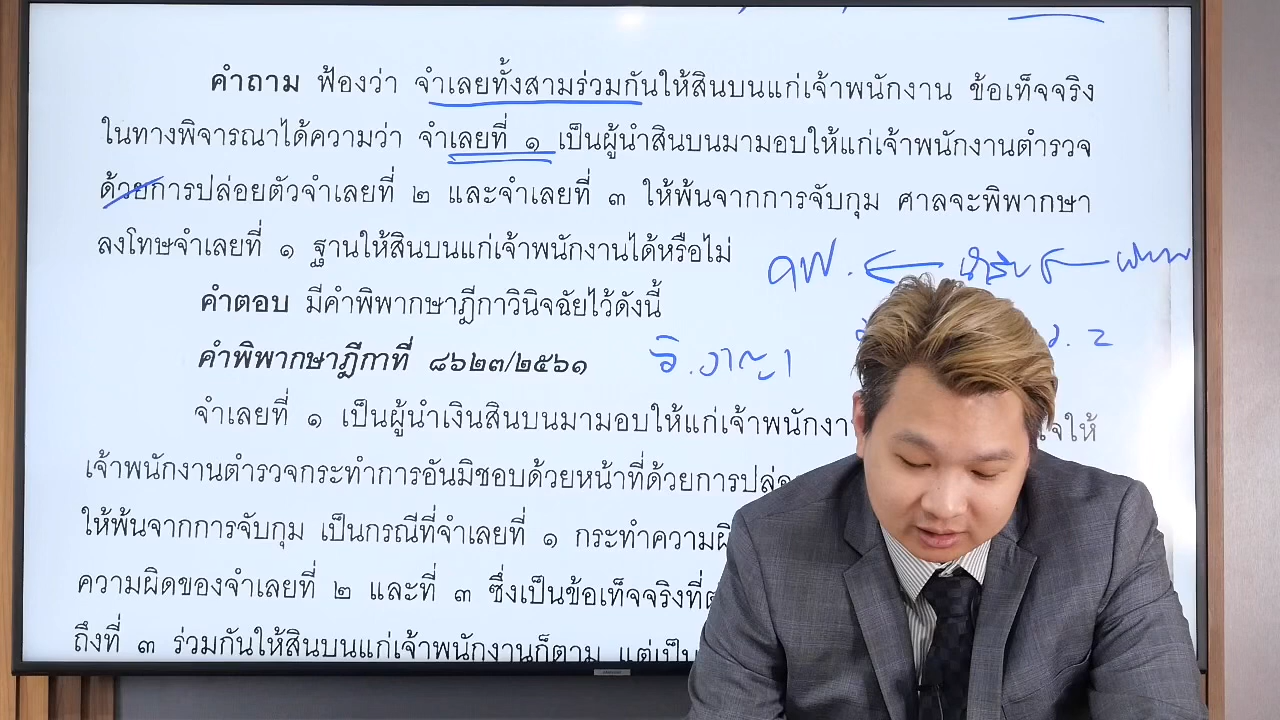 คำถาม ฟ้องว่า จำเลยทั้งสามร่วมกันให้สินบนแก่เจ้าพนักงาน ข้อเท็จจริง
ในทางพิจารณาได้ความว่า จำเลยที่ ๑ เป็นผู้นำสินบนมามอบให้แก่เจ้าพนักงานตำรวจ
ด้วยการปล่อยตัวจำเลยที่ ๒ และจำเลยที่ ๓ ให้พ้นจากการจับกุม ศาลจะพิพากษา
ลงโทษจำเลยที่ ๑ ฐานให้สินบนแก่เจ้าพนักงานได้หรือไม่
คำตอบ มีคำพิพากษาฎีกาวินิจฉัยไว้ดังนี้
คำพิพากษาฎีกาที่ ๘๖๒๓/๒๕๖๑ วิ.อาญา
จำเลยที่ ๑ เป็นผู้นำเงินสินบนมามอบให้แก่เจ้าพนักงา จให้
เจ้าพนักงานตำรวจกระทำการอันมิชอบด้วยหน้าที่ด้วยการปล่อ
ให้พ้นจากการจับกุม เป็นกรณีที่จำเลยที่ ๑ กระทำความผิ
ความผิดของจำเลยที่ ๒ และที่ ๓ ซึ่งเป็นข้อเท็จจริงที่
ถึงที่ ๓ ร่วมกันให้สินบนแก่เจ้าพนักงานก็ตาม แต่เป็น